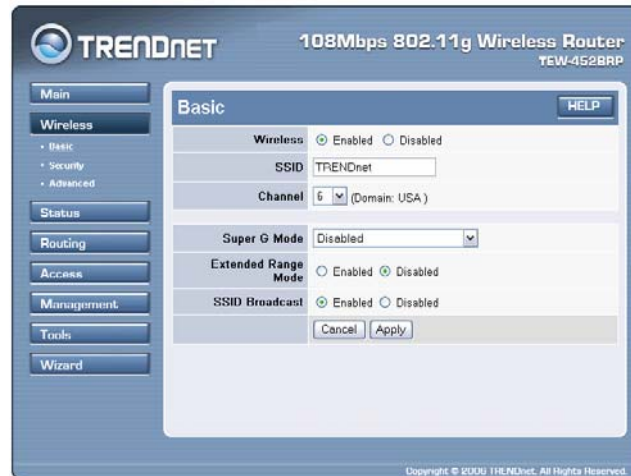 TRENDNET
108Mbps 802.11g Wireless Router
TEW-452BRP
Main
Wireless
• Basic
• Security
• Advanced
Status
Routing
Access
Management
Tools
Wizard
Basic
HELP
Wireless Enabled Disabled
SSID TRENDnet
Channel 6 (Domain: USA )
Super G Mode Disabled
Extended Range Mode Enabled Disabled
SSID Broadcast Enabled Disabled
Cancel Apply
Copyright © 2006 TRENDnet. All Rights Reserved.